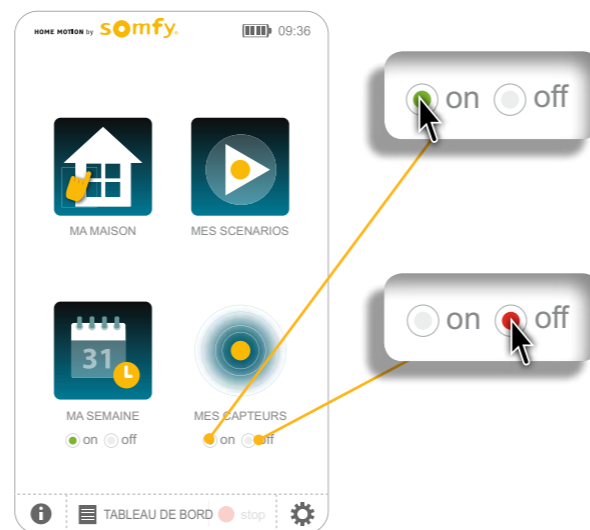 HOME MOTION by somfy. 09:36
MA MAISON
MES SCENARIOS
31
MA SEMAINE
on off
MES CAPTEURS
on off
TABLEAU DE BORD
stop
on off
on off